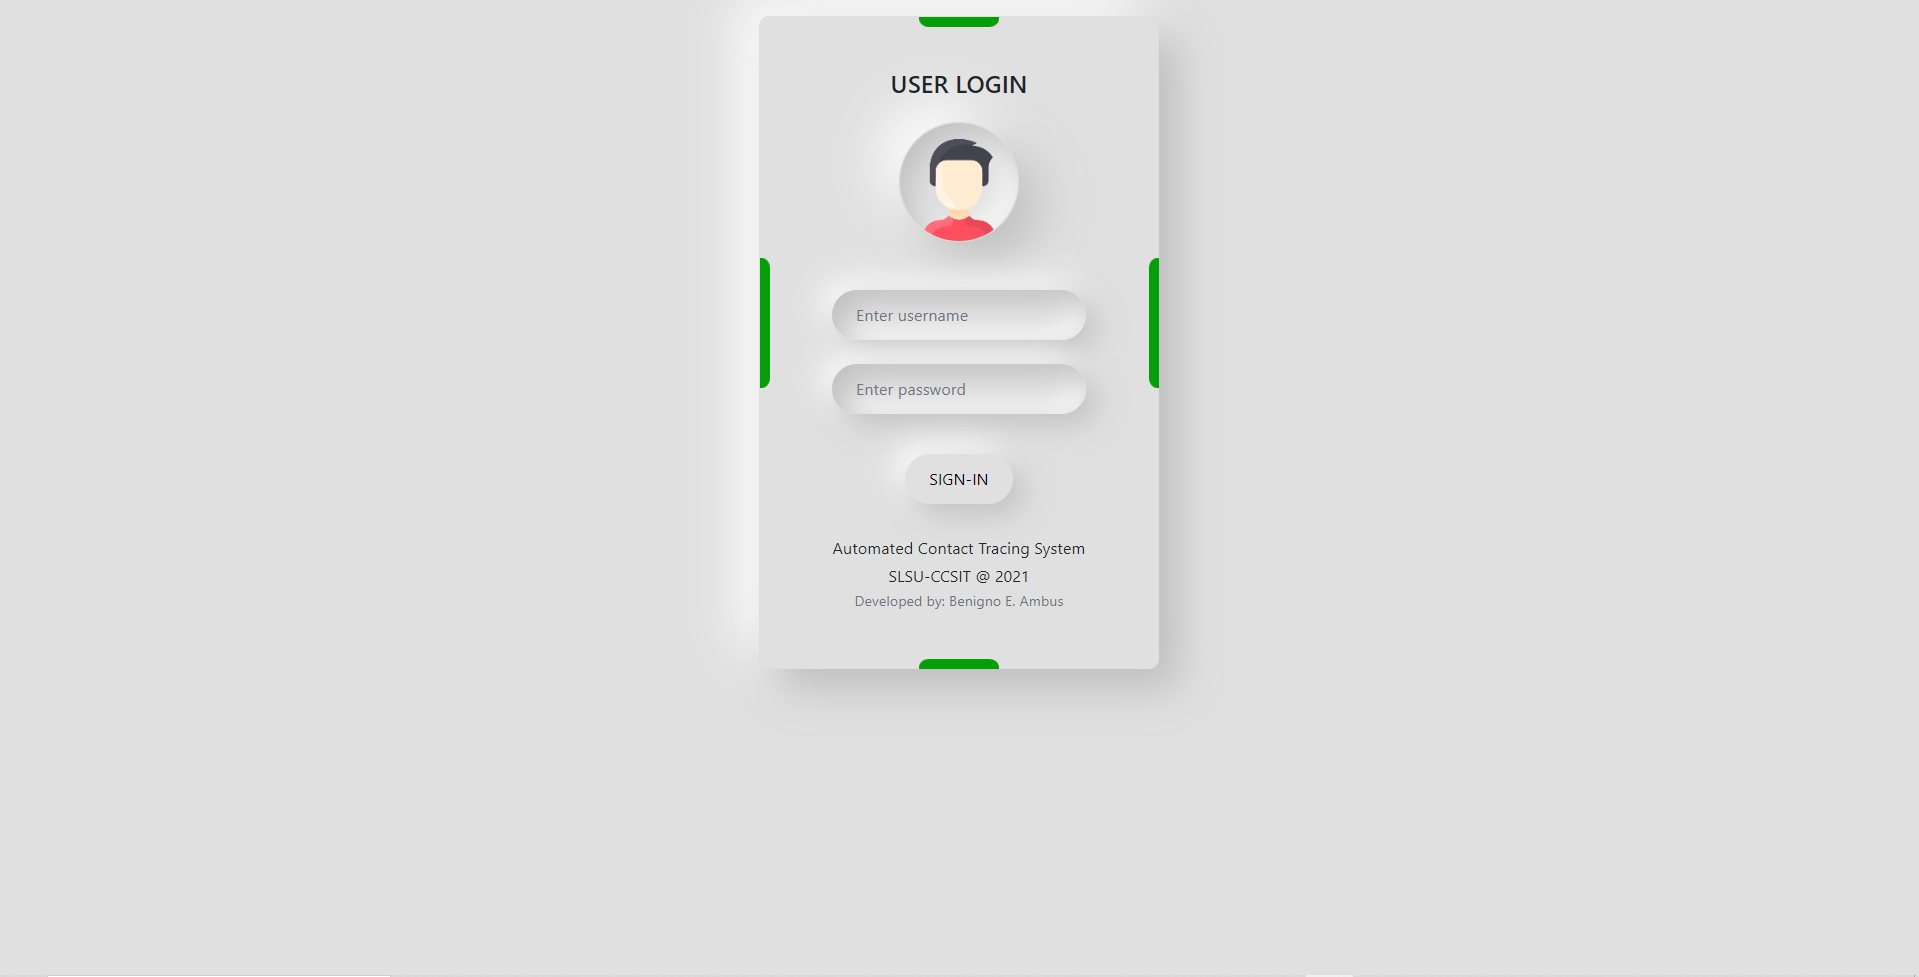 USER LOGIN
Enter username
Enter password
SIGN-IN
Automated Contact Tracing System
SLSU-CCSIT @ 2021
Developed by: Benigno E. Ambus